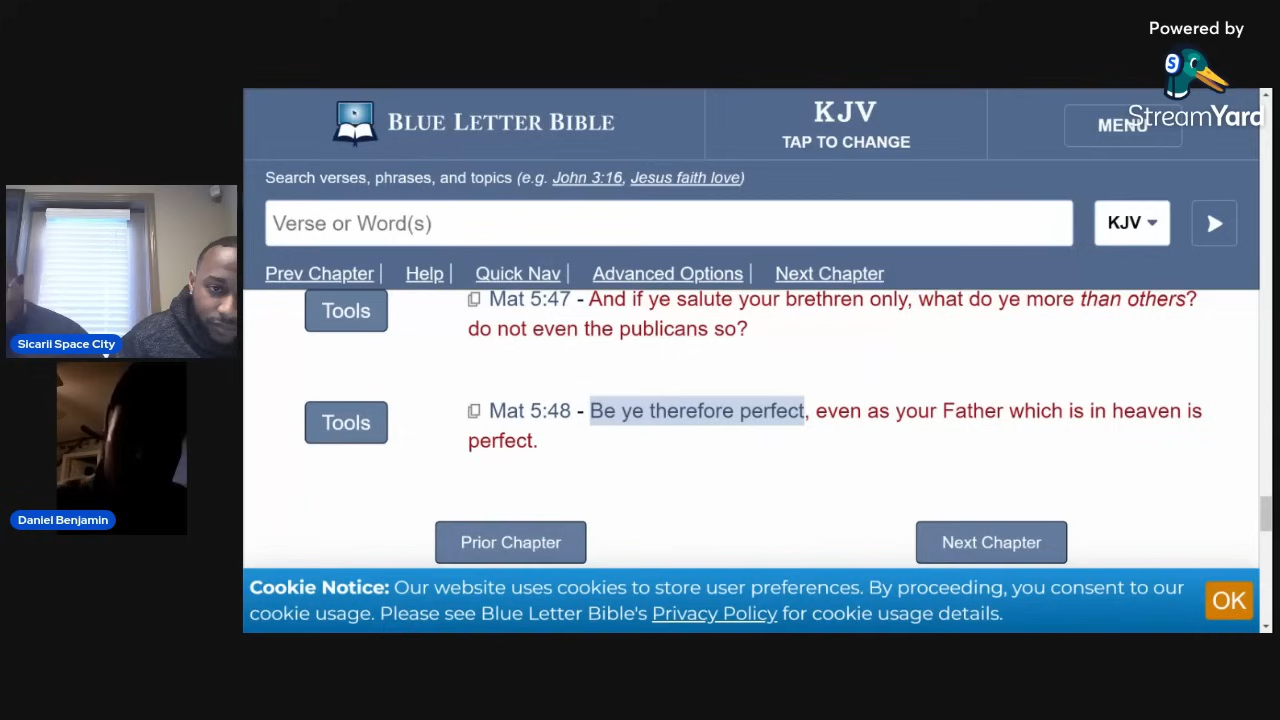 Powered by
StreamYard
BLUE LETTER BIBLE
KJV
TAP TO CHANGE
MENU
Search verses, phrases, and topics (e.g. John 3:16, Jesus faith love)
Verse or Word(s)
KJV
Prev Chapter| Help| Quick Nav| Advanced Options| Next Chapter
Tools
Mat 5:47 - And if ye salute your brethren only, what do ye more than others?
do not even the publicans so?
Tools
Mat 5:48 - Be ye therefore perfect, even as your Father which is in heaven is
perfect.
Prior Chapter
Next Chapter
Cookie Notice: Our website uses cookies to store user preferences. By proceeding, you consent to our
cookie usage. Please see Blue Letter Bible's Privacy Policy for cookie usage details.
OK
Sicarii Space City
Daniel Benjamin